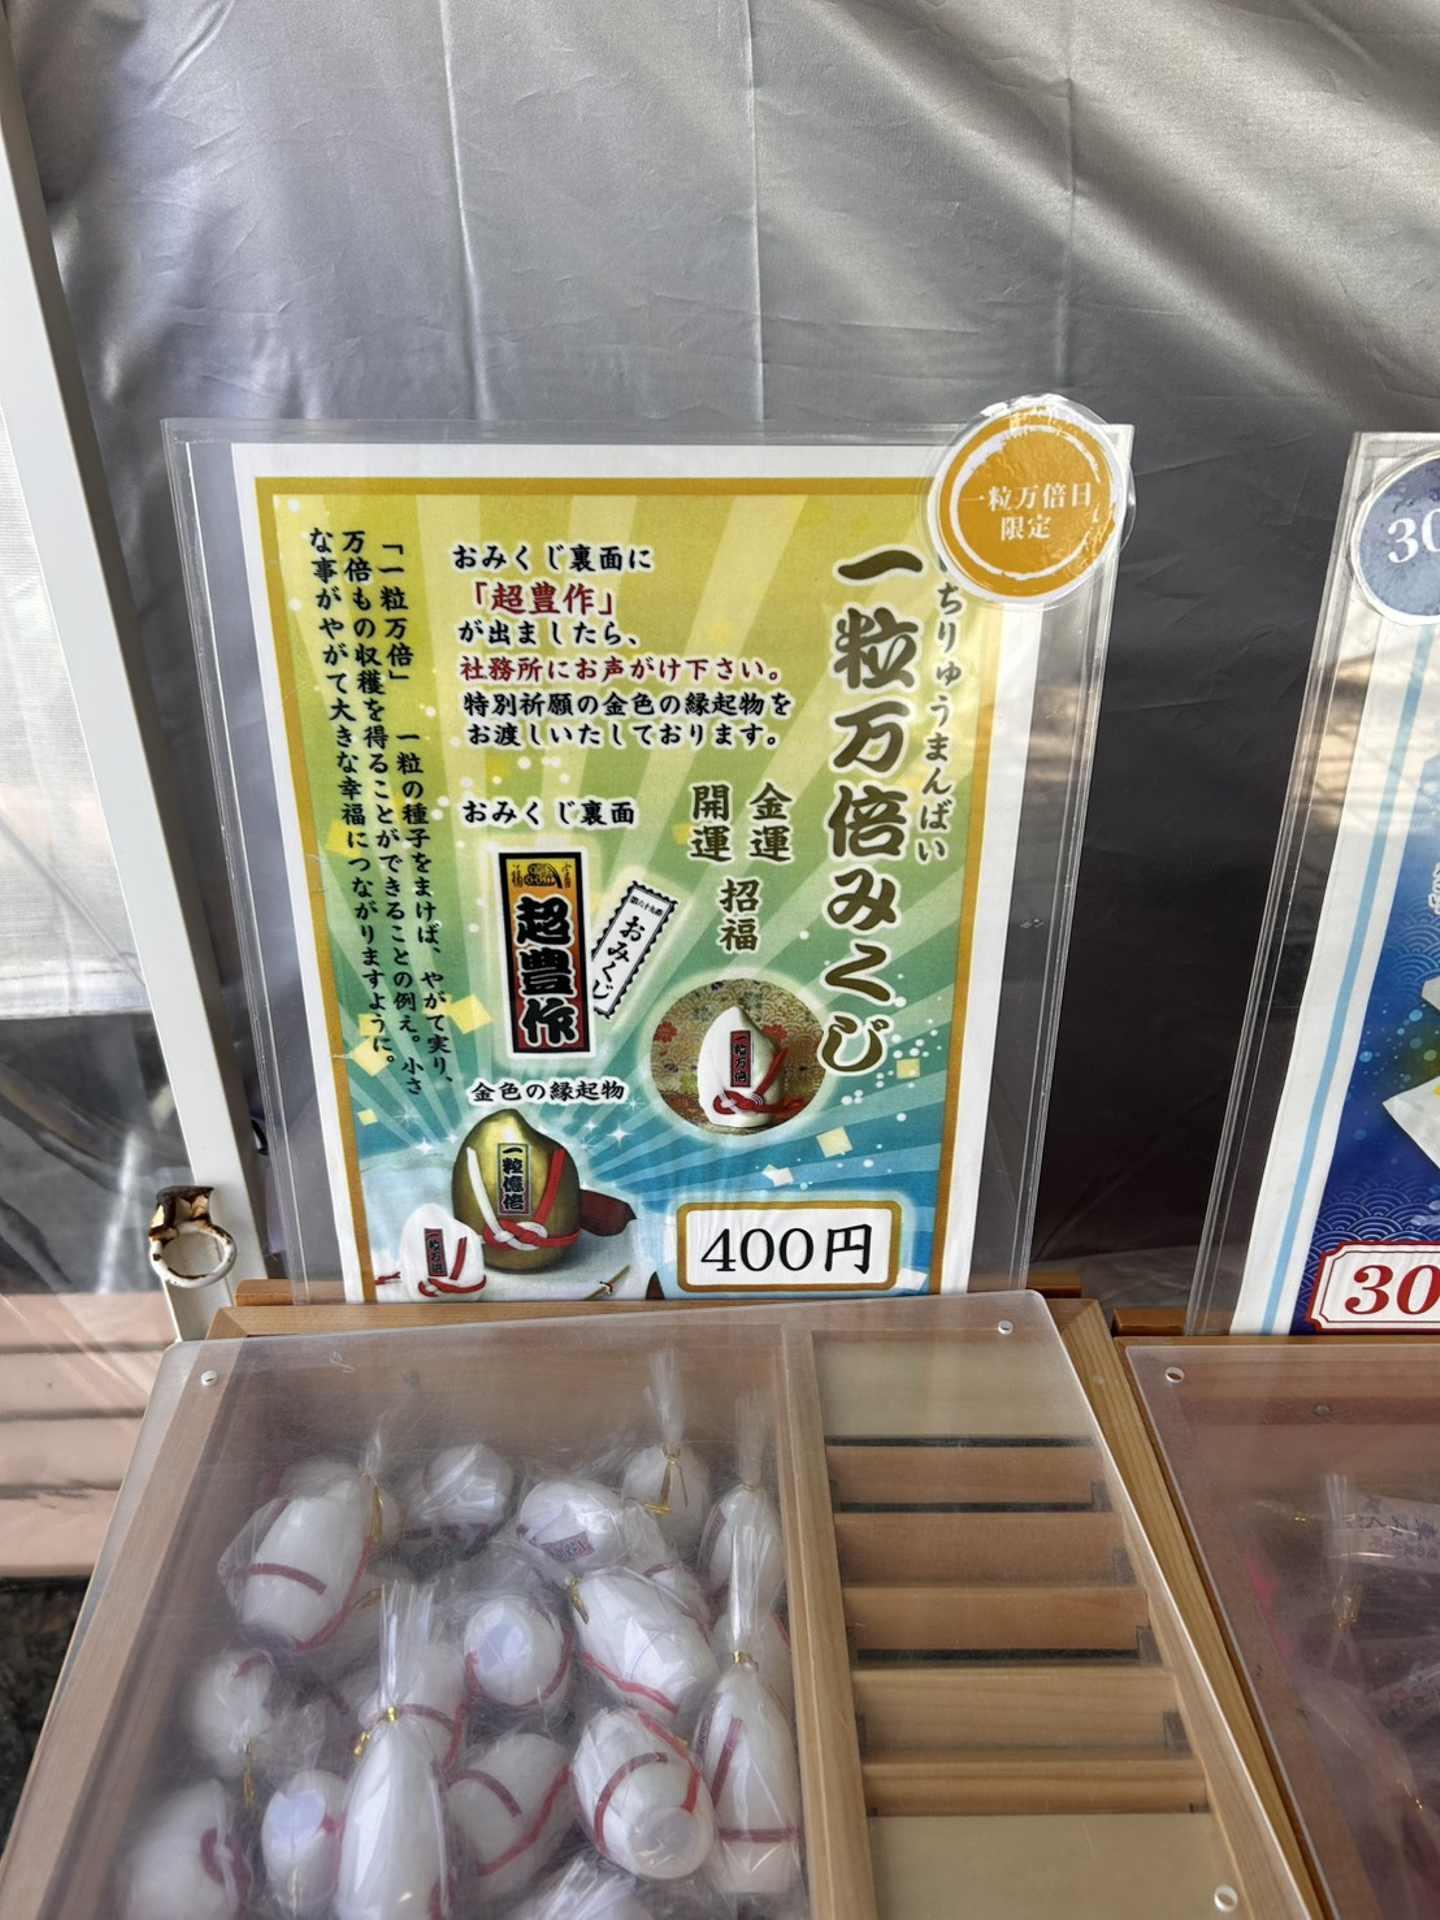 一粒万倍日
限定
ちりゅうまんばい
一粒万倍みくじ
金運
開運
招福
おみくじ裏面に
「超豊作」
が出ましたら、
社務所にお声がけ下さい。
特別祈願の金色の縁起物を
お渡しいたしております。
おみくじ裏面
超豊作
おみくじ
一粒万倍
金色の縁起物
一粒億倍
一粒万倍
「一粒万倍」 一粒の種子をまけば、やがて実り、
万倍もの収穫を得ることができることの例え。小さ
な事がやがて大きな幸福につながりますように。
400円
30
30